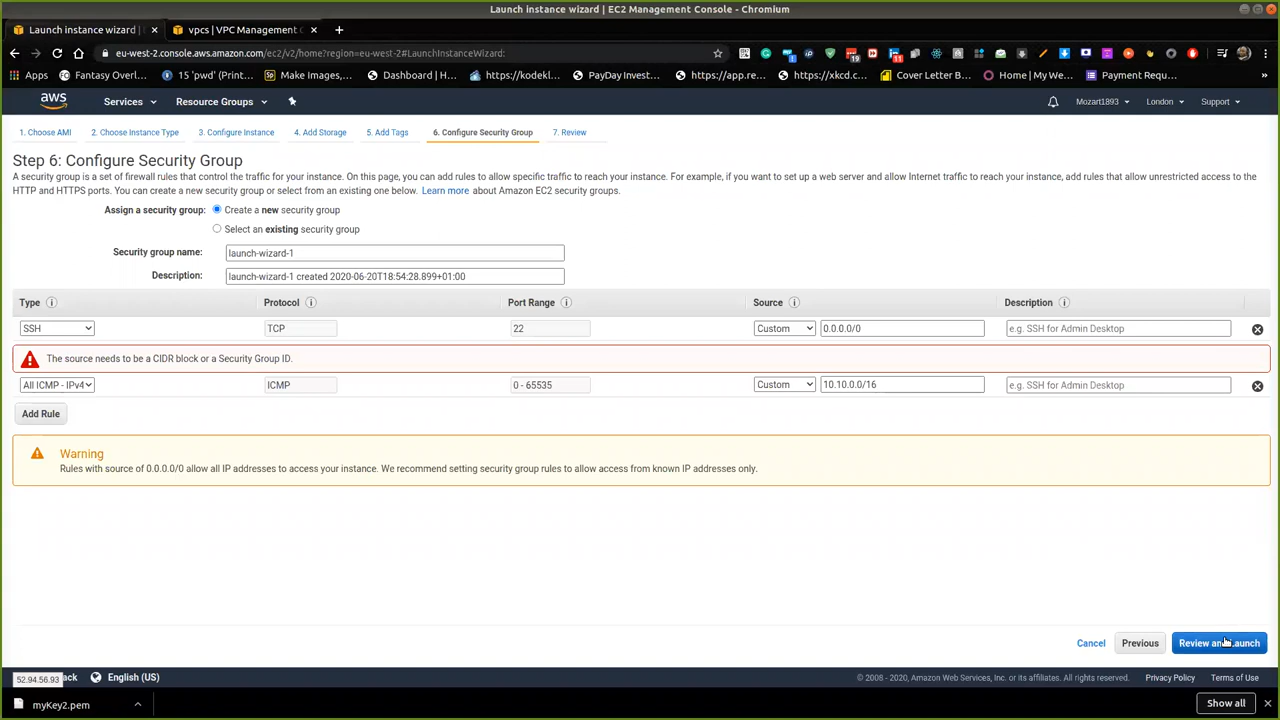 Launch instance wizard | EC2 Management Console - Chromium
Launch instance wizard |
vpcs | VPC Management C
eu-west-2.console.aws.amazon.com/ec2/v2/home?region=eu-west-2#LaunchInstanceWizard:
Apps
Fantasy Overl...
15 'pwd' (Print...
Make Images,...
Dashboard | H...
https://kodekl...
PayDay Invest...
https://app.re...
https://xkcd.c...
Cover Letter B...
Home | My We...
Payment Requ...
aws
Services
Resource Groups
Mozart1893
London
Support
1. Choose AMI
2. Choose Instance Type
3. Configure Instance
4. Add Storage
5. Add Tags
6. Configure Security Group
7. Review
Step 6: Configure Security Group
A security group is a set of firewall rules that control the traffic for your instance. On this page, you can add rules to allow specific traffic to reach your instance. For example, if you want to set up a web server and allow Internet traffic to reach your instance, add rules that allow unrestricted access to the
HTTP and HTTPS ports. You can create a new security group or select from an existing one below. Learn more about Amazon EC2 security groups.
Assign a security group: Create a new security group
Select an existing security group
Security group name: launch-wizard-1
Description: launch-wizard-1 created 2020-06-20T18:54:28.899+01:00
Type Protocol Port Range Source Description
SSH TCP 22 Custom 0.0.0.0/0 e.g. SSH for Admin Desktop
The source needs to be a CIDR block or a Security Group ID.
All ICMP - IPv4 ICMP 0 - 65535 Custom 10.10.0.0/16 e.g. SSH for Admin Desktop
Add Rule
Warning
Rules with source of 0.0.0.0/0 allow all IP addresses to access your instance. We recommend setting security group rules to allow access from known IP addresses only.
Cancel Previous Review and Launch
52.94.56.93
ack
English (US)
© 2008 - 2020, Amazon Web Services, Inc. or its affiliates. All rights reserved.
Privacy Policy
Terms of Use
myKey2.pem
Show all